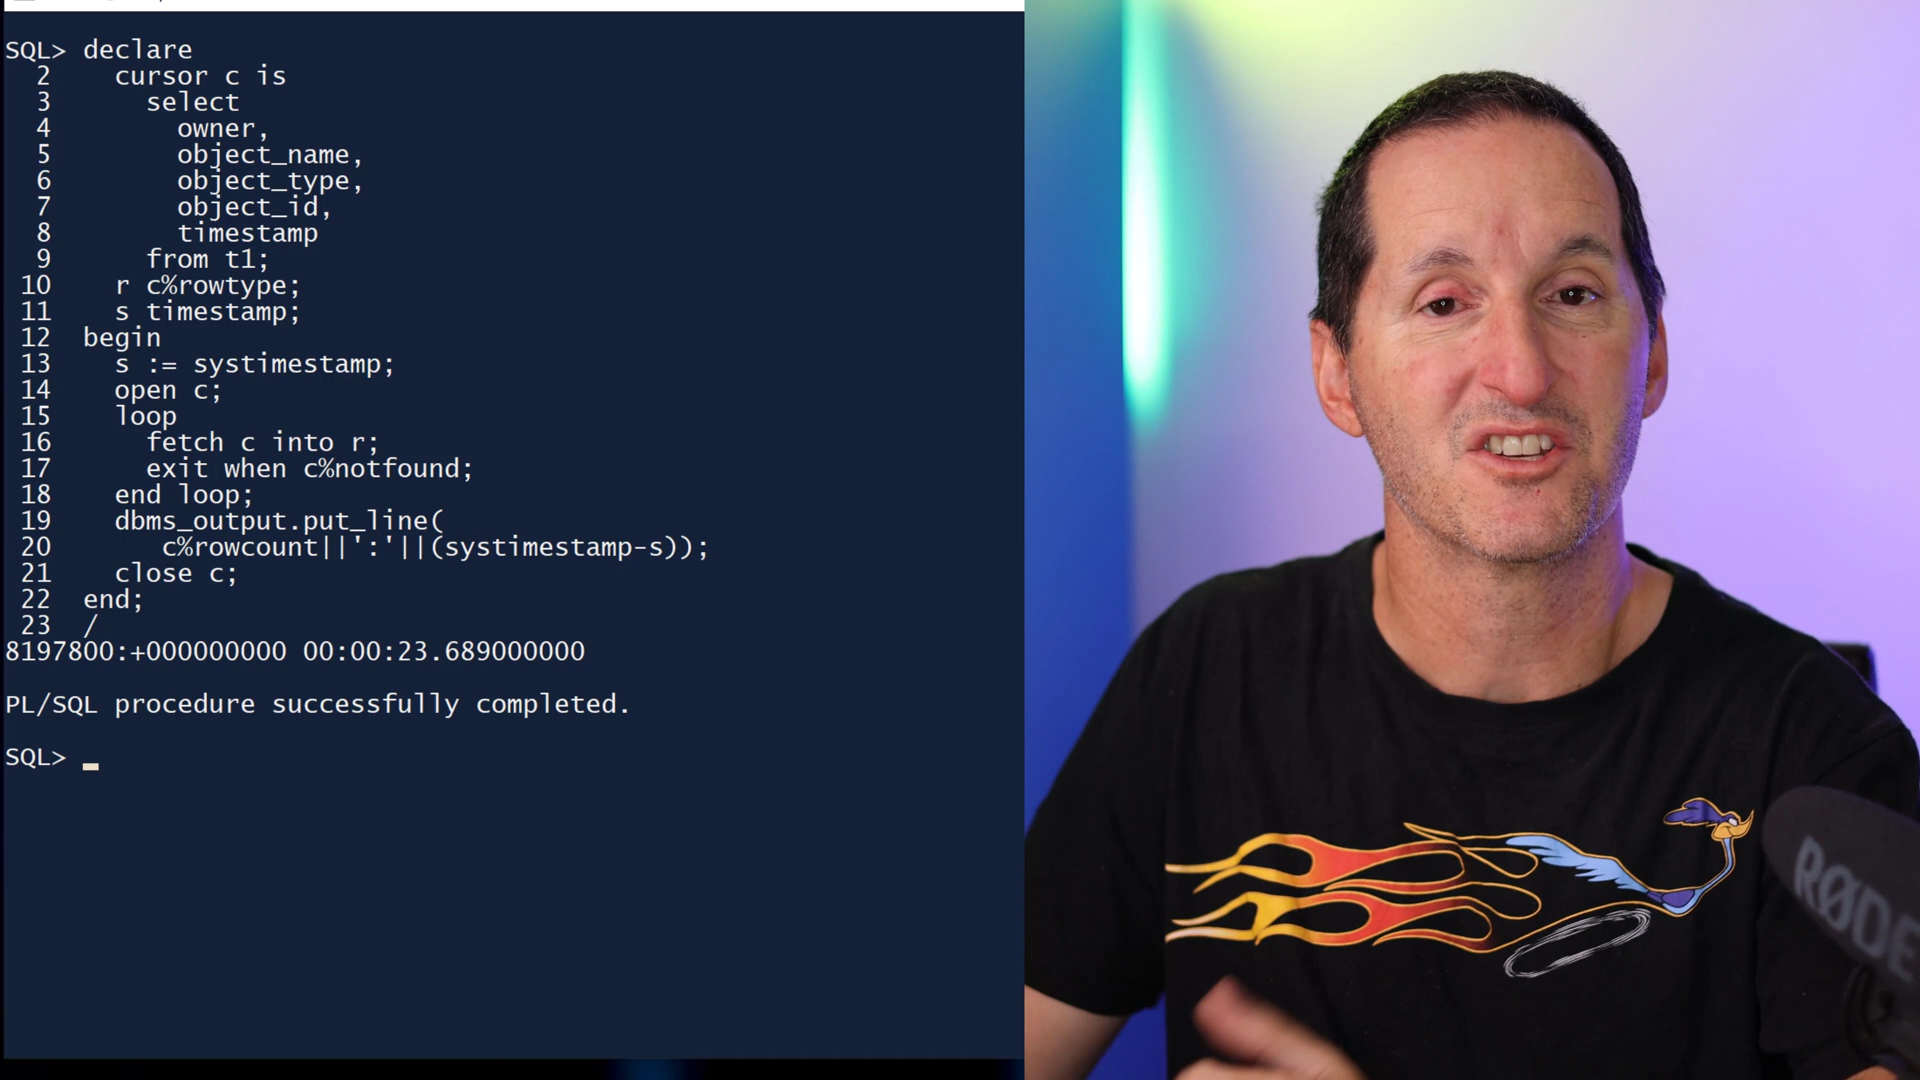 SQL> declare
2 cursor c is
3 select
4 owner,
5 object_name,
6 object_type,
7 object_id,
8 timestamp
9 from t1;
10 r c%rowtype;
11 s timestamp;
12 begin
13 s := systimestamp;
14 open c;
15 loop
16 fetch c into r;
17 exit when c%notfound;
18 end loop;
19 dbms_output.put_line(
20 c%rowcount||':'||(systimestamp-s));
21 close c;
22 end;
23 /
8197800:+000000000 00:00:23.689000000
PL/SQL procedure successfully completed.
SQL>
RØDE